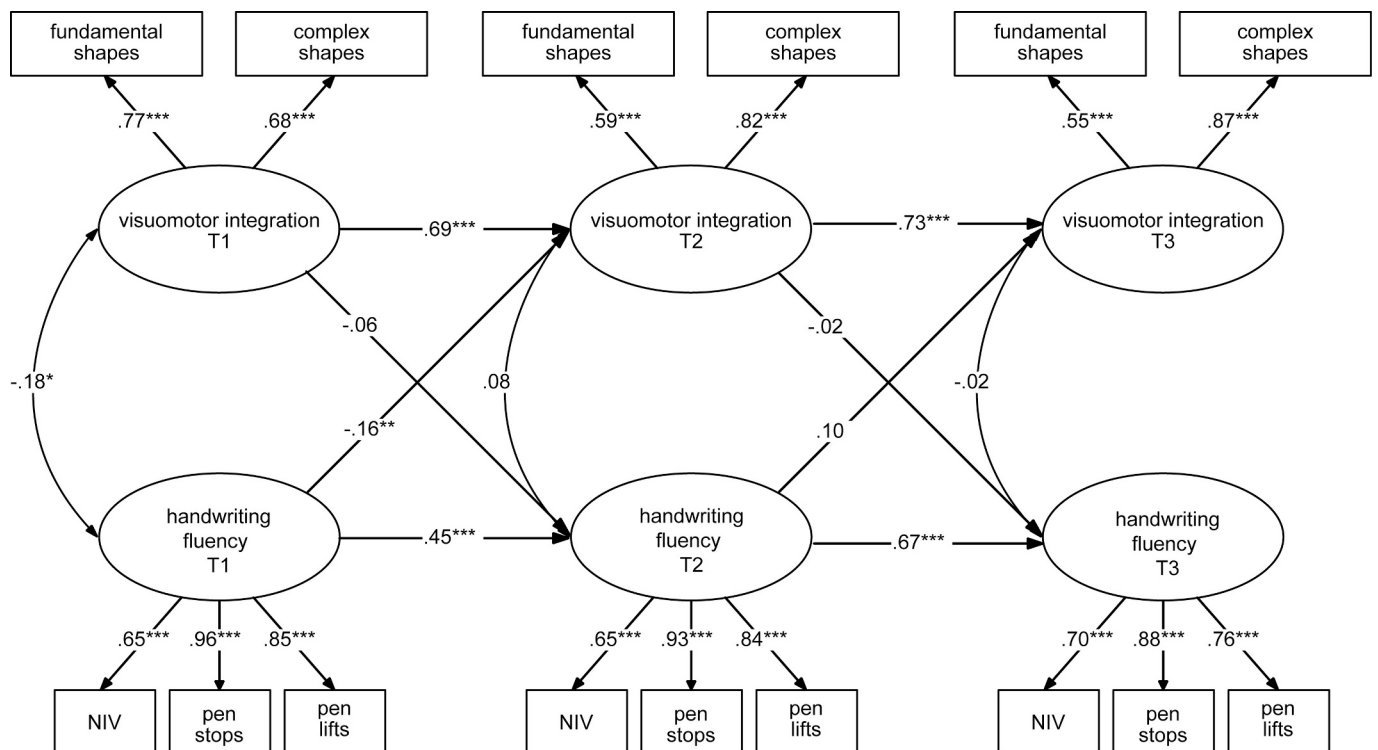 fundamental
shapes
complex
shapes
fundamental
shapes
complex
shapes
fundamental
shapes
complex
shapes
.77***
.68***
.59***
.82***
.55***
.87***
visuomotor integration
T1
.69***
visuomotor integration
T2
.73***
visuomotor integration
T3
-.06
-.02
-.18*
.08
-.02
-.16**
.10
handwriting
fluency
T1
.45***
handwriting
fluency
T2
.67***
handwriting
fluency
T3
.65***
.96***
.85***
.65***
.93***
.84***
.70***
.88***
.76***
NIV
pen
stops
pen
lifts
NIV
pen
stops
pen
lifts
NIV
pen
stops
pen
lifts